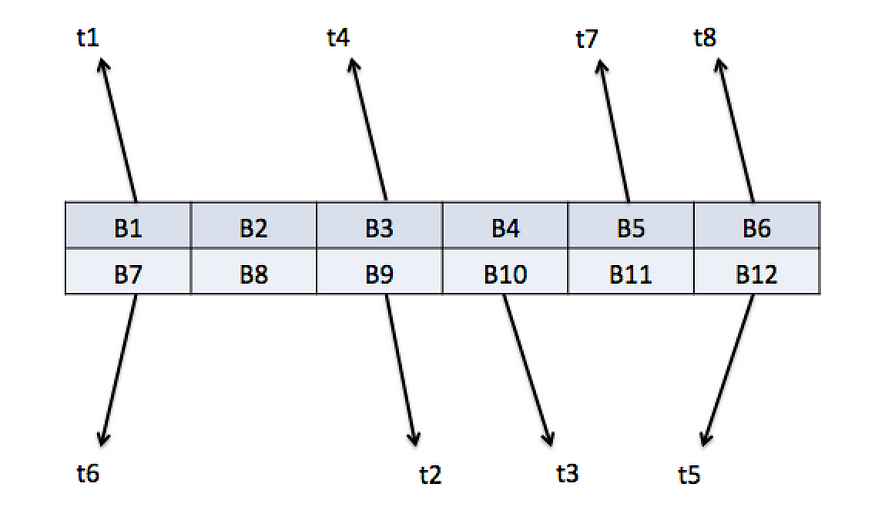 t1 t4 t7 t8
B1 B2 B3 B4 B5 B6
B7 B8 B9 B10 B11 B12
t6 t2 t3 t5